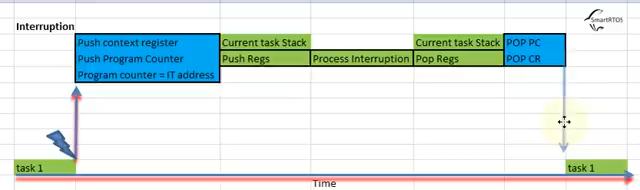 Interruption
SmartRTOS
Push context register
Current task Stack
Current task Stack
POP PC
Push Program Counter
Push Regs
Process Interruption
Pop Regs
POP CR
Program counter = IT address
task 1
task 1
Time